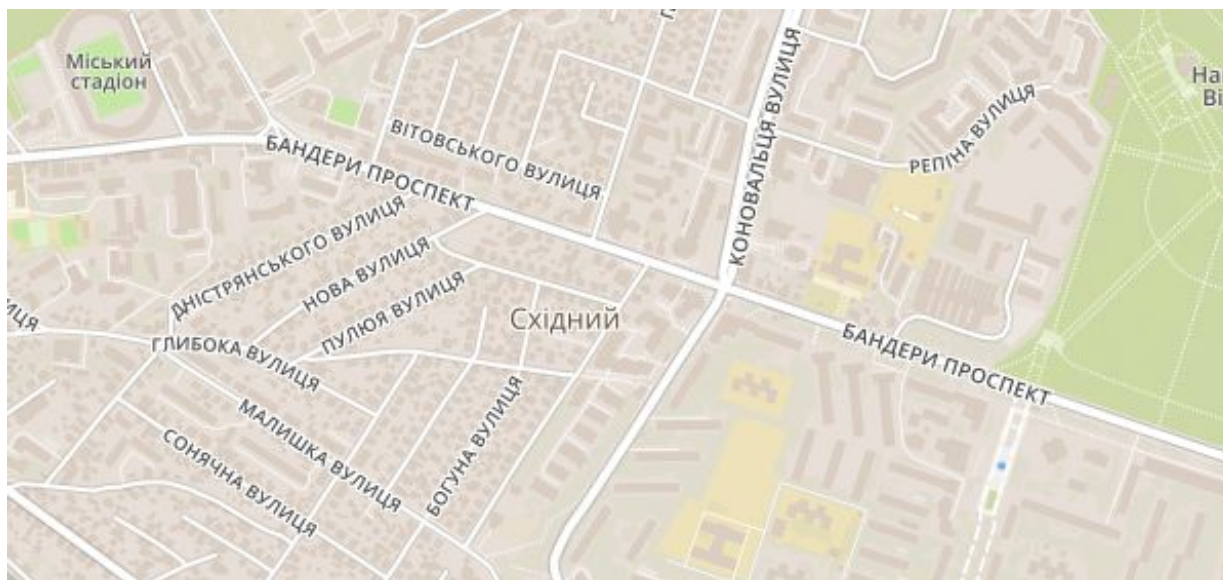 Міський
стадіон
БАНДЕРИ ПРОСПЕКТ
ВІТОВСЬКОГО ВУЛИЦЯ
КОНОВАЛЬЦЯ ВУЛИЦЯ
РЕПІНА ВУЛИЦЯ
ДНІСТРЯНСЬКОГО ВУЛИЦЯ
НОВА ВУЛИЦЯ
ПУЛЮЯ ВУЛИЦЯ
Східний
ГЛИБОКА ВУЛИЦЯ
БАНДЕРИ ПРОСПЕКТ
МАЛИШКА ВУЛИЦЯ
БОГУНА ВУЛИЦЯ
СОНЯЧНА ВУЛИЦЯ